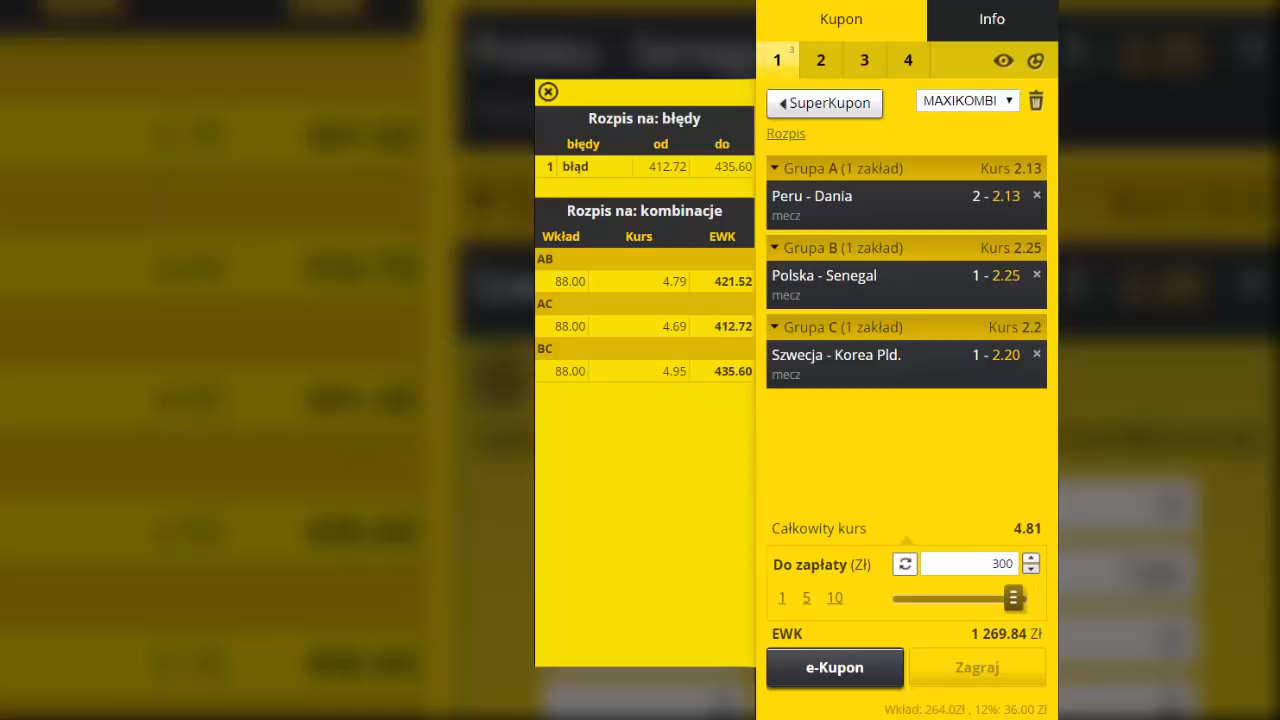 Rozpis na: błędy
błędy od do
1 błąd 412.72 435.60
Rozpis na: kombinacje
Wkład Kurs EWK
AB
88.00 4.79 421.52
AC
88.00 4.69 412.72
BC
88.00 4.95 435.60
Kupon Info
1 3 2 3 4
SuperKupon MAXIKOMBI
Rozpis
Grupa A (1 zakład) Kurs 2.13
Peru - Dania 2 - 2.13 ×
mecz
Grupa B (1 zakład) Kurs 2.25
Polska - Senegal 1 - 2.25 ×
mecz
Grupa C (1 zakład) Kurs 2.2
Szwecja - Korea Płd. 1 - 2.20 ×
mecz
Całkowity kurs 4.81
Do zapłaty (Zł) 300
1 5 10
EWK 1 269.84 Zł
e-Kupon Zagraj
Wkład: 264.0Zł , 12%: 36.00 Zł